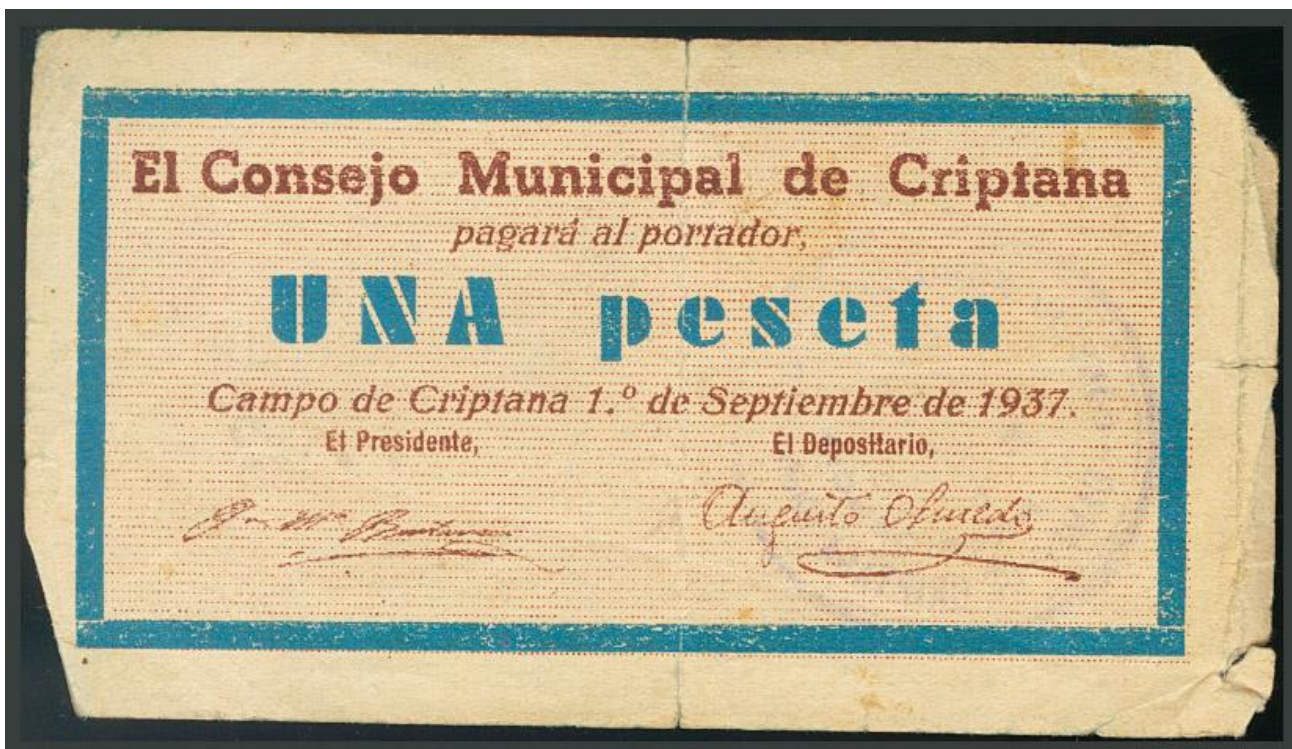 El Consejo Municipal de Criptana
pagará al portador,
UNA peseta
Campo de Criptana 1.º de Septiembre de 1937.
El Presidente, El Depositario,
Augusto Olmedo